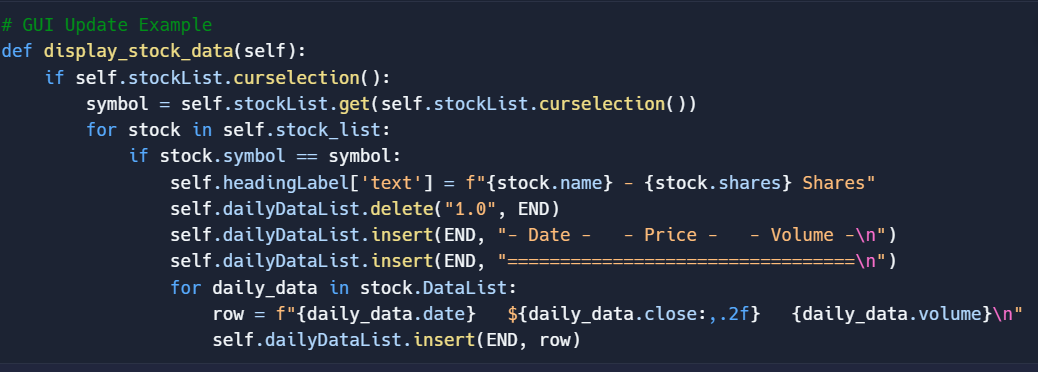 # GUI Update Example
def display_stock_data(self):
    if self.stockList.curselection():
        symbol = self.stockList.get(self.stockList.curselection())
        for stock in self.stock_list:
            if stock.symbol == symbol:
                self.headingLabel['text'] = f"{stock.name} - {stock.shares} Shares"
                self.dailyDataList.delete("1.0", END)
                self.dailyDataList.insert(END, "- Date -   - Price -   - Volume -\n")
                self.dailyDataList.insert(END, "=================================\n")
                for daily_data in stock.DataList:
                    row = f"{daily_data.date}   ${daily_data.close:,.2f}   {daily_data.volume}\n"
                    self.dailyDataList.insert(END, row)